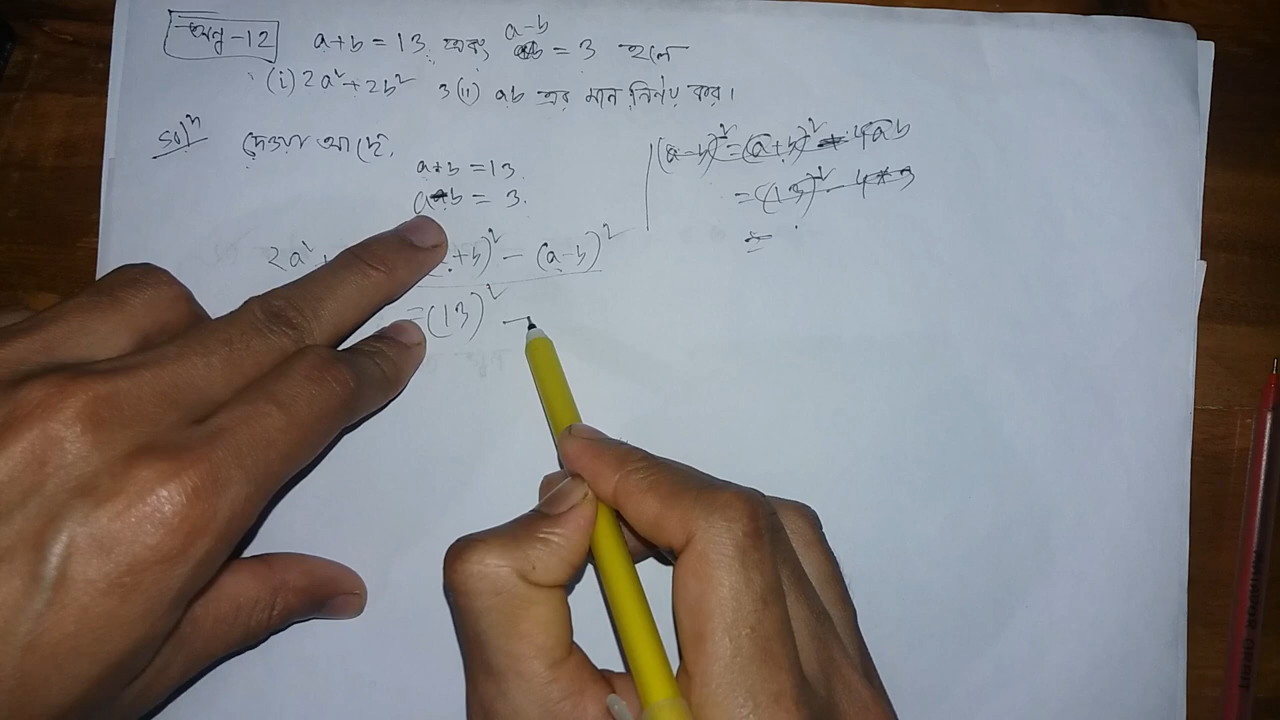 অনু-12 a+b = 13 এবং a-b = 3 হলে
(i) 2a²+2b² ও (ii) ab এর মান নির্ণয় কর।
Solⁿ দেওয়া আছে,
a+b = 13
a-b = 3.
2a² +b)² - (a-b)²
= (13)² -
(a-b)² = (a+b)² - 4ab
= (13)² - 4*3
=